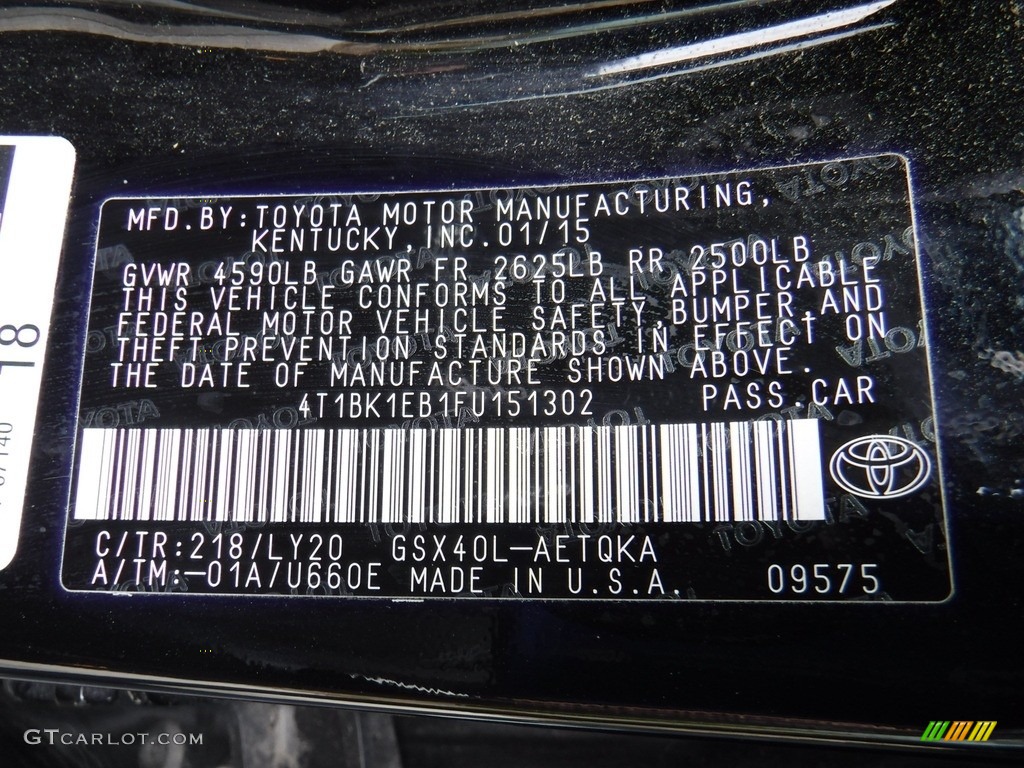 MFD.BY:TOYOTA MOTOR MANUFACTURING,
KENTUCKY,INC.01/15
GVWR 4590LB GAWR FR 2625LB RR 2500LB
THIS VEHICLE CONFORMS TO ALL APPLICABLE
FEDERAL MOTOR VEHICLE SAFETY,BUMPER,AND
THEFT PREVENTION STANDARDS IN EFFECT ON
THE DATE OF MANUFACTURE SHOWN ABOVE.
4T1BK1EB1FU151302 PASS.CAR
C/TR:218/LY20 GSX40L-AETQKA
A/TM:-01A/U660E MADE IN U.S.A. 09575
18
GTCARLOT.COM